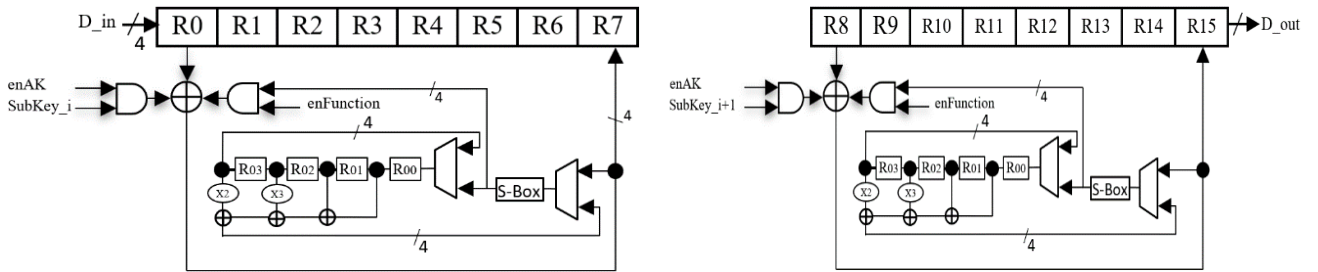 D_in 4 R0 R1 R2 R3 R4 R5 R6 R7
enAK
SubKey_i
enFunction
4
4
4
R03 R02 R01 R00
X2 X3
S-Box
4
R8 R9 R10 R11 R12 R13 R14 R15 D_out
enAK
SubKey_i+1
enFunction
4
4
R03 R02 R01 R00
X2 X3
S-Box
4